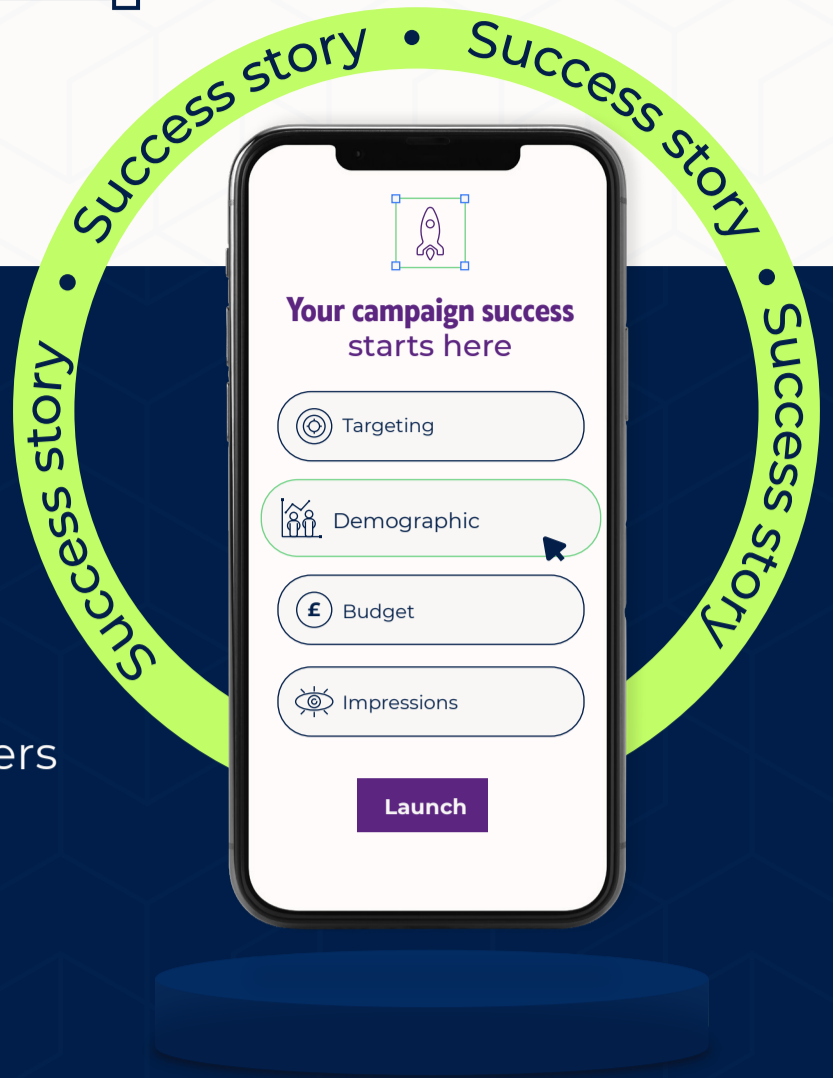 Success story • Success story • Success story • Success story
Your campaign success
starts here
Targeting
Demographic
£ Budget
Impressions
ers
Launch